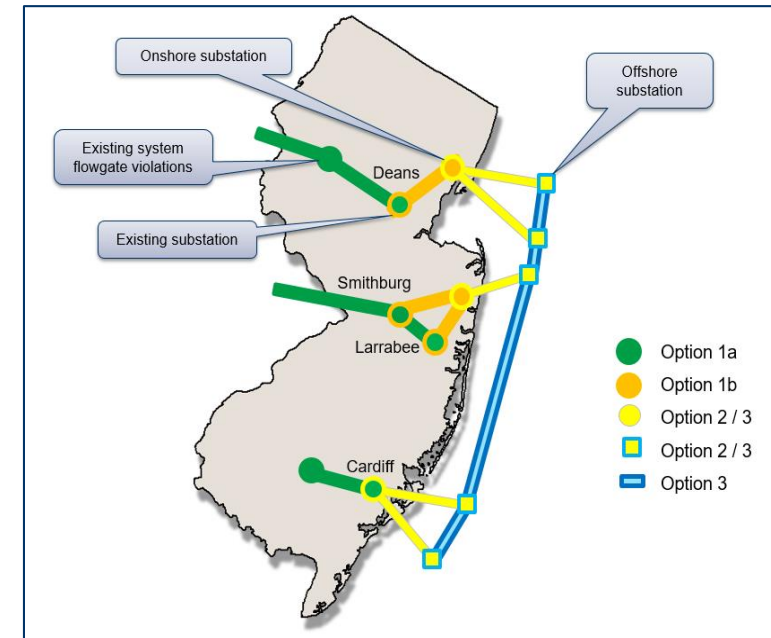 Onshore substation
Offshore
substation
Existing system
flowgate violations
Deans
Existing substation
Smithburg
Larrabee
Option 1a
Option 1b
Option 2 / 3
Option 2 / 3
Option 3
Cardiff